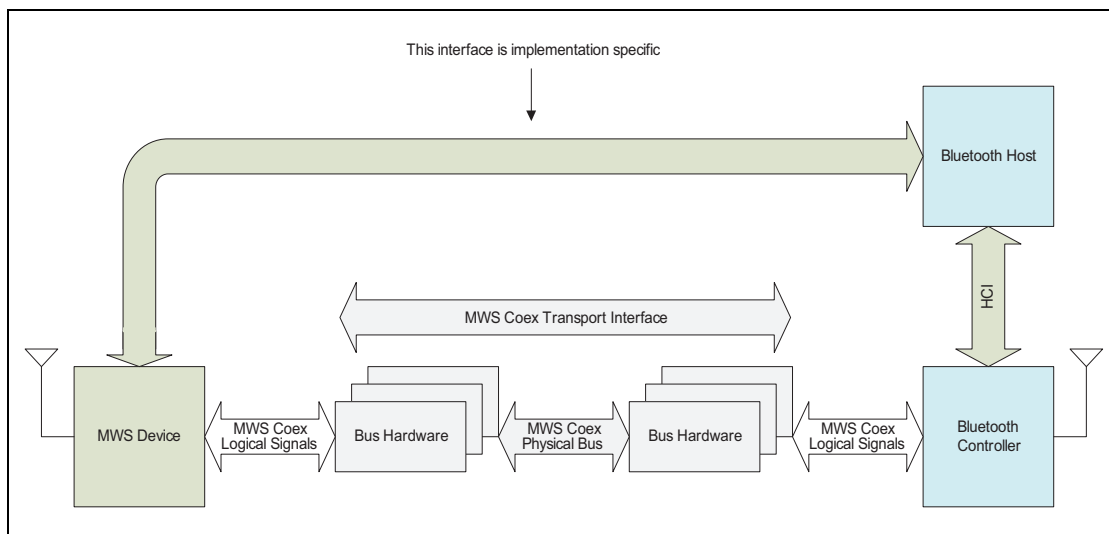 This interface is implementation specific
Bluetooth Host
HCI
MWS Coex Transport Interface
MWS Device
MWS Coex
Logical Signals
Bus Hardware
MWS Coex
Physical Bus
Bus Hardware
MWS Coex
Logical Signals
Bluetooth
Controller